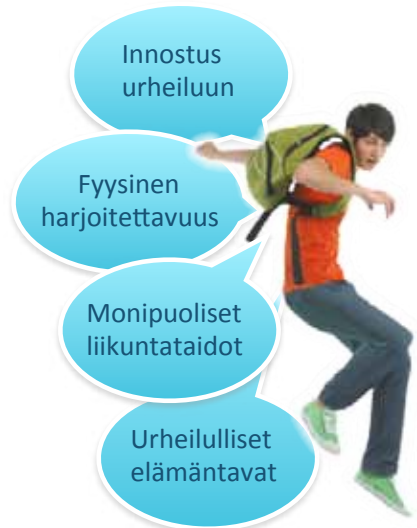 Innostus
urheiluun
Fyysinen
harjoitettavuus
Monipuoliset
liikuntataidot
Urheilulliset
elämäntavat